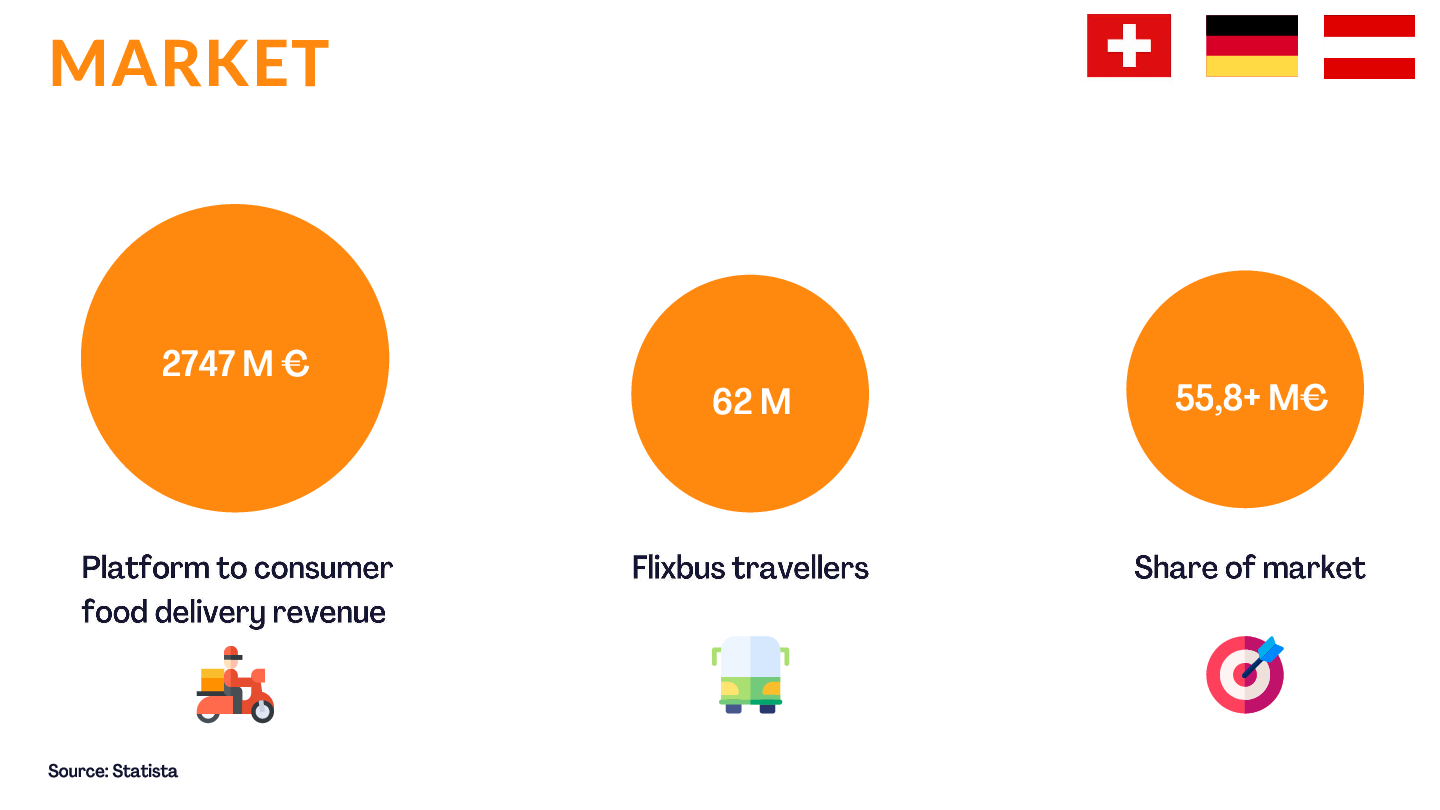 MARKET
2747 M €
62 M
55,8+ M€
Platform to consumer
food delivery revenue
Flixbus travellers
Share of market
Source: Statista